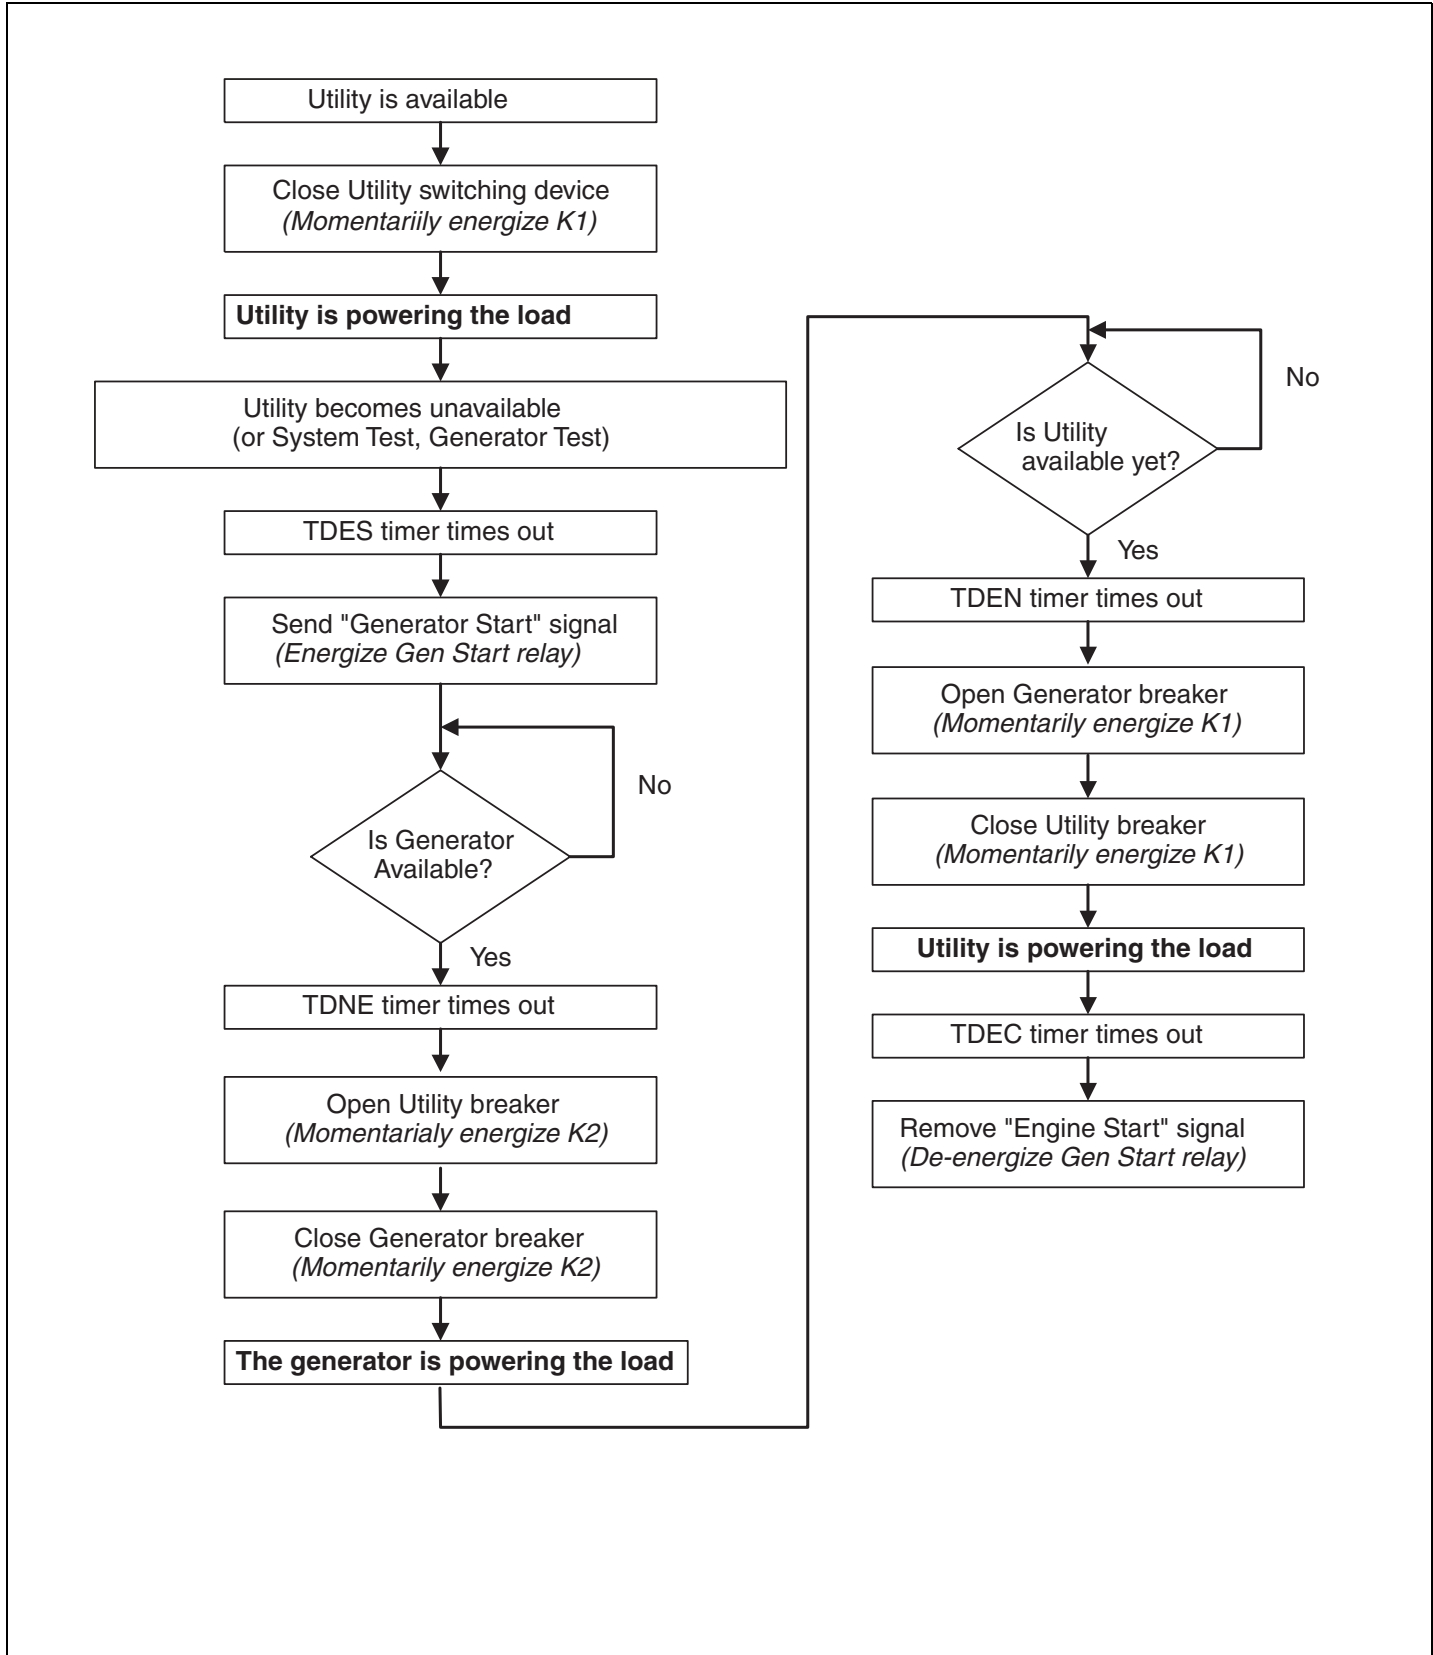 Utility is available
Close Utility switching device
(Momentariily energize K1)
Utility is powering the load
Utility becomes unavailable
(or System Test, Generator Test)
TDES timer times out
Send "Generator Start" signal
(Energize Gen Start relay)
No
Is Generator
Available?
Yes
TDNE timer times out
Open Utility breaker
(Momentarialy energize K2)
Close Generator breaker
(Momentarily energize K2)
The generator is powering the load
No
Is Utility
available yet?
Yes
TDEN timer times out
Open Generator breaker
(Momentarily energize K1)
Close Utility breaker
(Momentarily energize K1)
Utility is powering the load
TDEC timer times out
Remove "Engine Start" signal
(De-energize Gen Start relay)